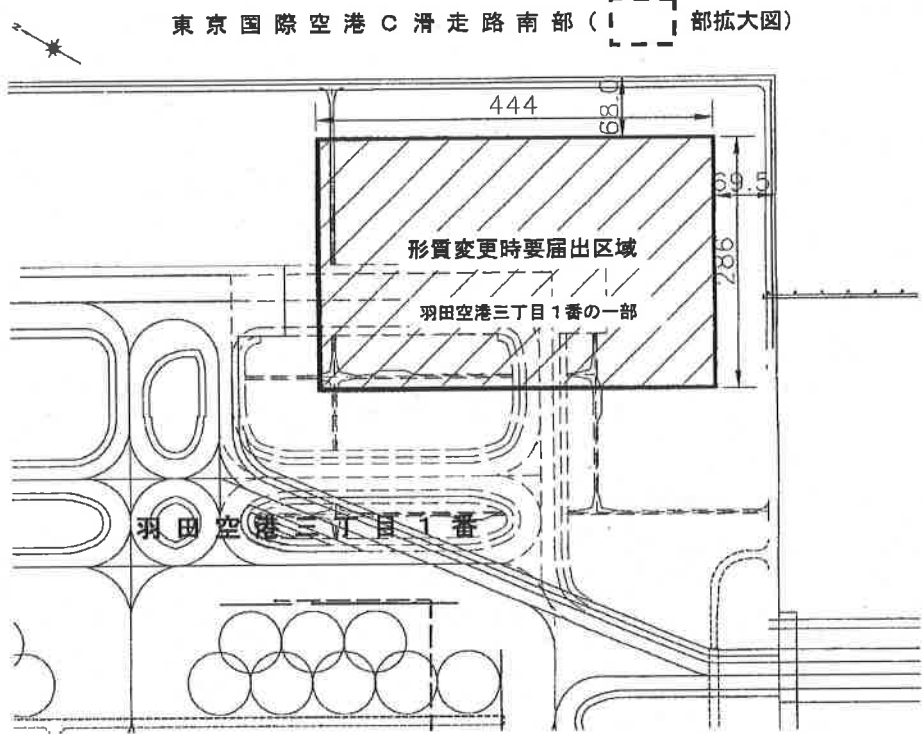 東京国際空港C滑走路南部( 部拡大図)
N
444
68.0
69.5
286
形質変更時要届出区域
羽田空港三丁目1番の一部
羽田空港三丁目1番